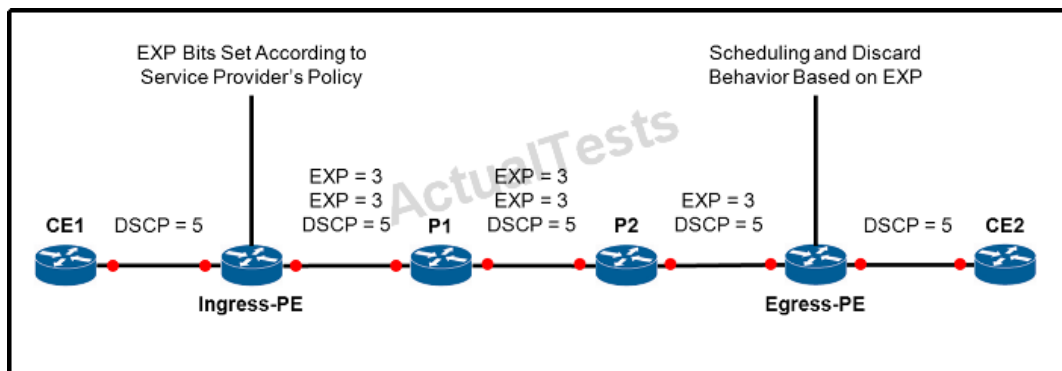 EXP Bits Set According to
Service Provider's Policy
Scheduling and Discard
Behavior Based on EXP
ActualTests
CE1
DSCP = 5
EXP = 3
EXP = 3
DSCP = 5
P1
EXP = 3
EXP = 3
DSCP = 5
P2
EXP = 3
DSCP = 5
DSCP = 5
CE2
Ingress-PE
Egress-PE